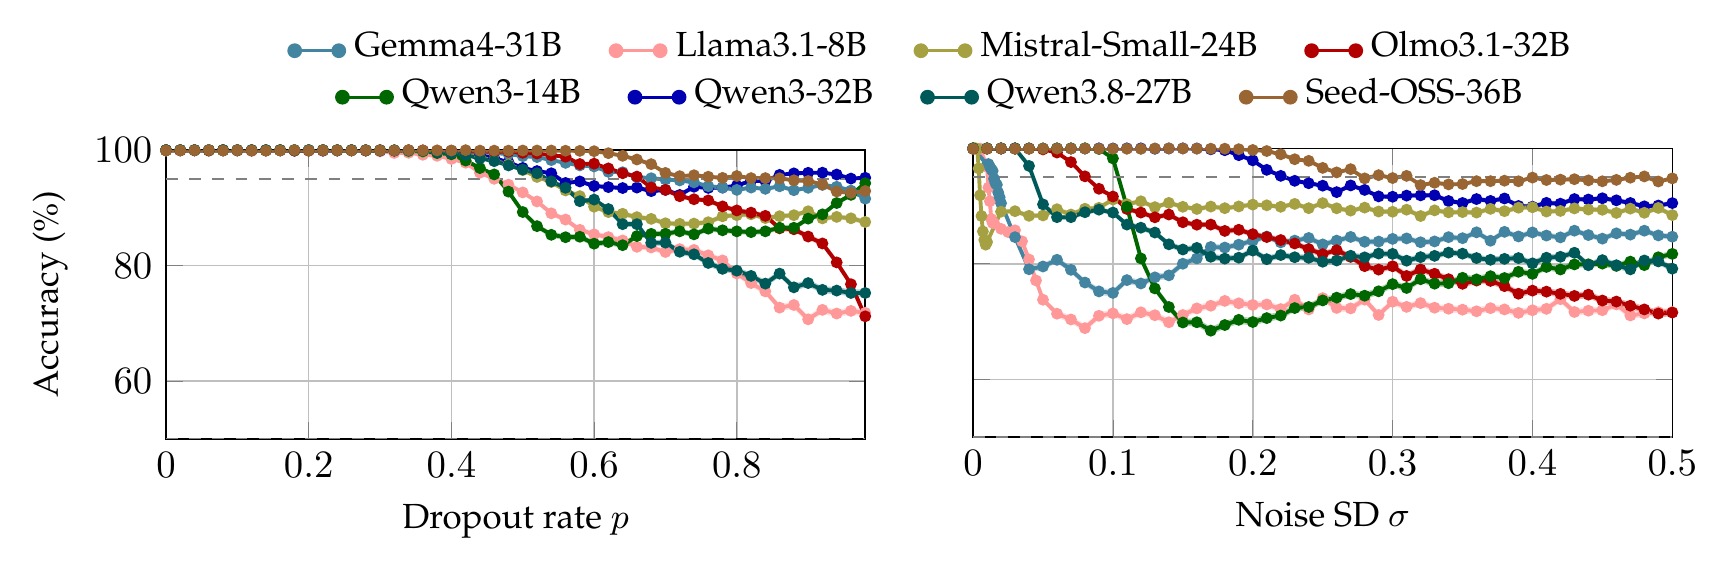 Gemma4-31B Llama3.1-8B Mistral-Small-24B Olmo3.1-32B
Qwen3-14B Qwen3-32B Qwen3.8-27B Seed-OSS-36B
Accuracy (%)
100
80
60
0 0.2 0.4 0.6 0.8
Dropout rate p
0 0.1 0.2 0.3 0.4 0.5
Noise SD σ